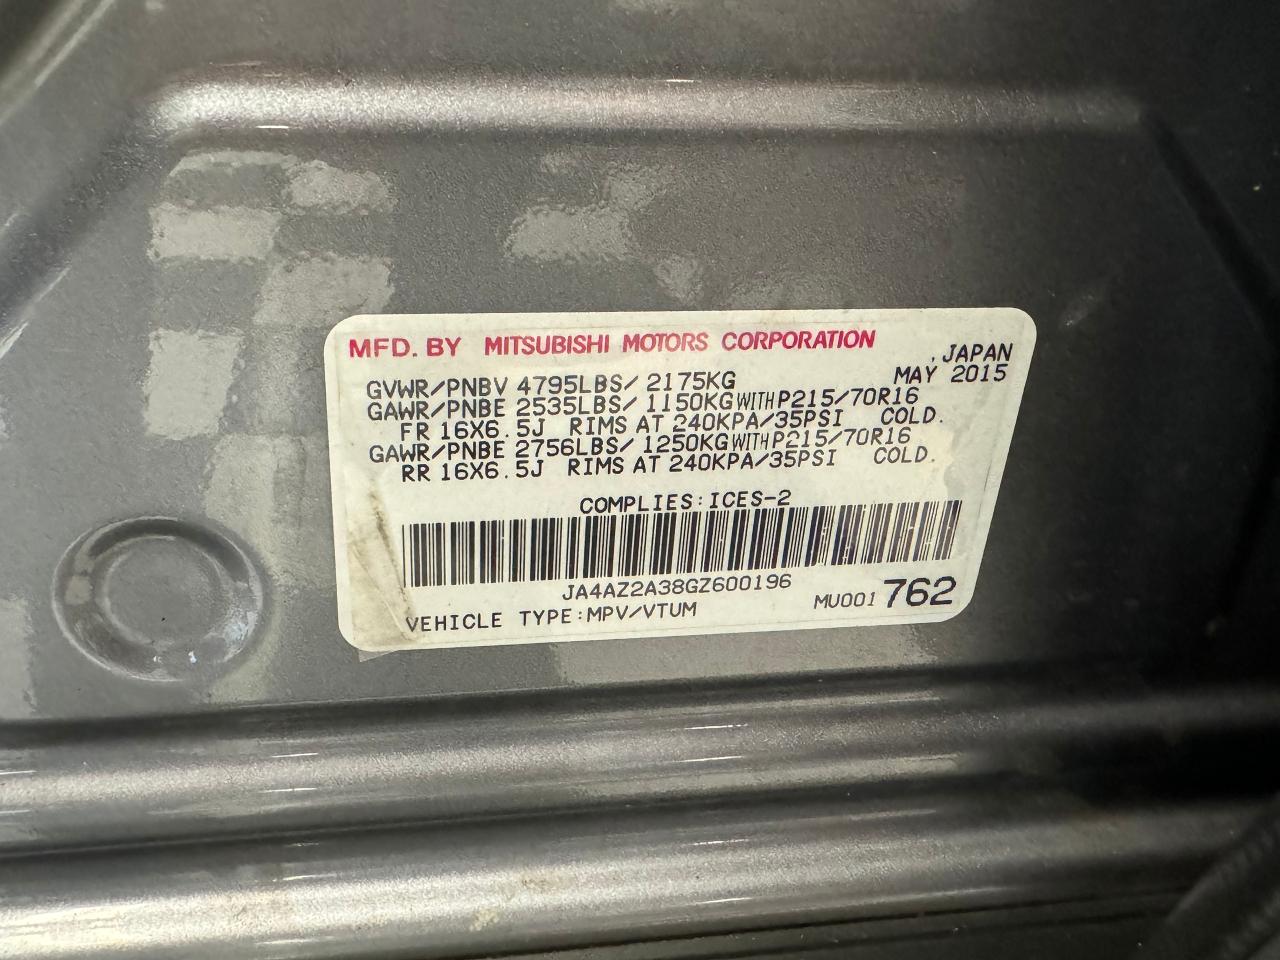 MFD. BY MITSUBISHI MOTORS CORPORATION
, JAPAN
GVWR/PNBV 4795LBS/ 2175KG MAY 2015
GAWR/PNBE 2535LBS/ 1150KG WITH P215/70R16
FR 16X6.5J RIMS AT 240KPA/35PSI COLD.
GAWR/PNBE 2756LBS/ 1250KG WITH P215/70R16
RR 16X6.5J RIMS AT 240KPA/35PSI COLD.
COMPLIES:ICES-2
JA4AZ2A38GZ600196
VEHICLE TYPE:MPV/VTUM MU001 762